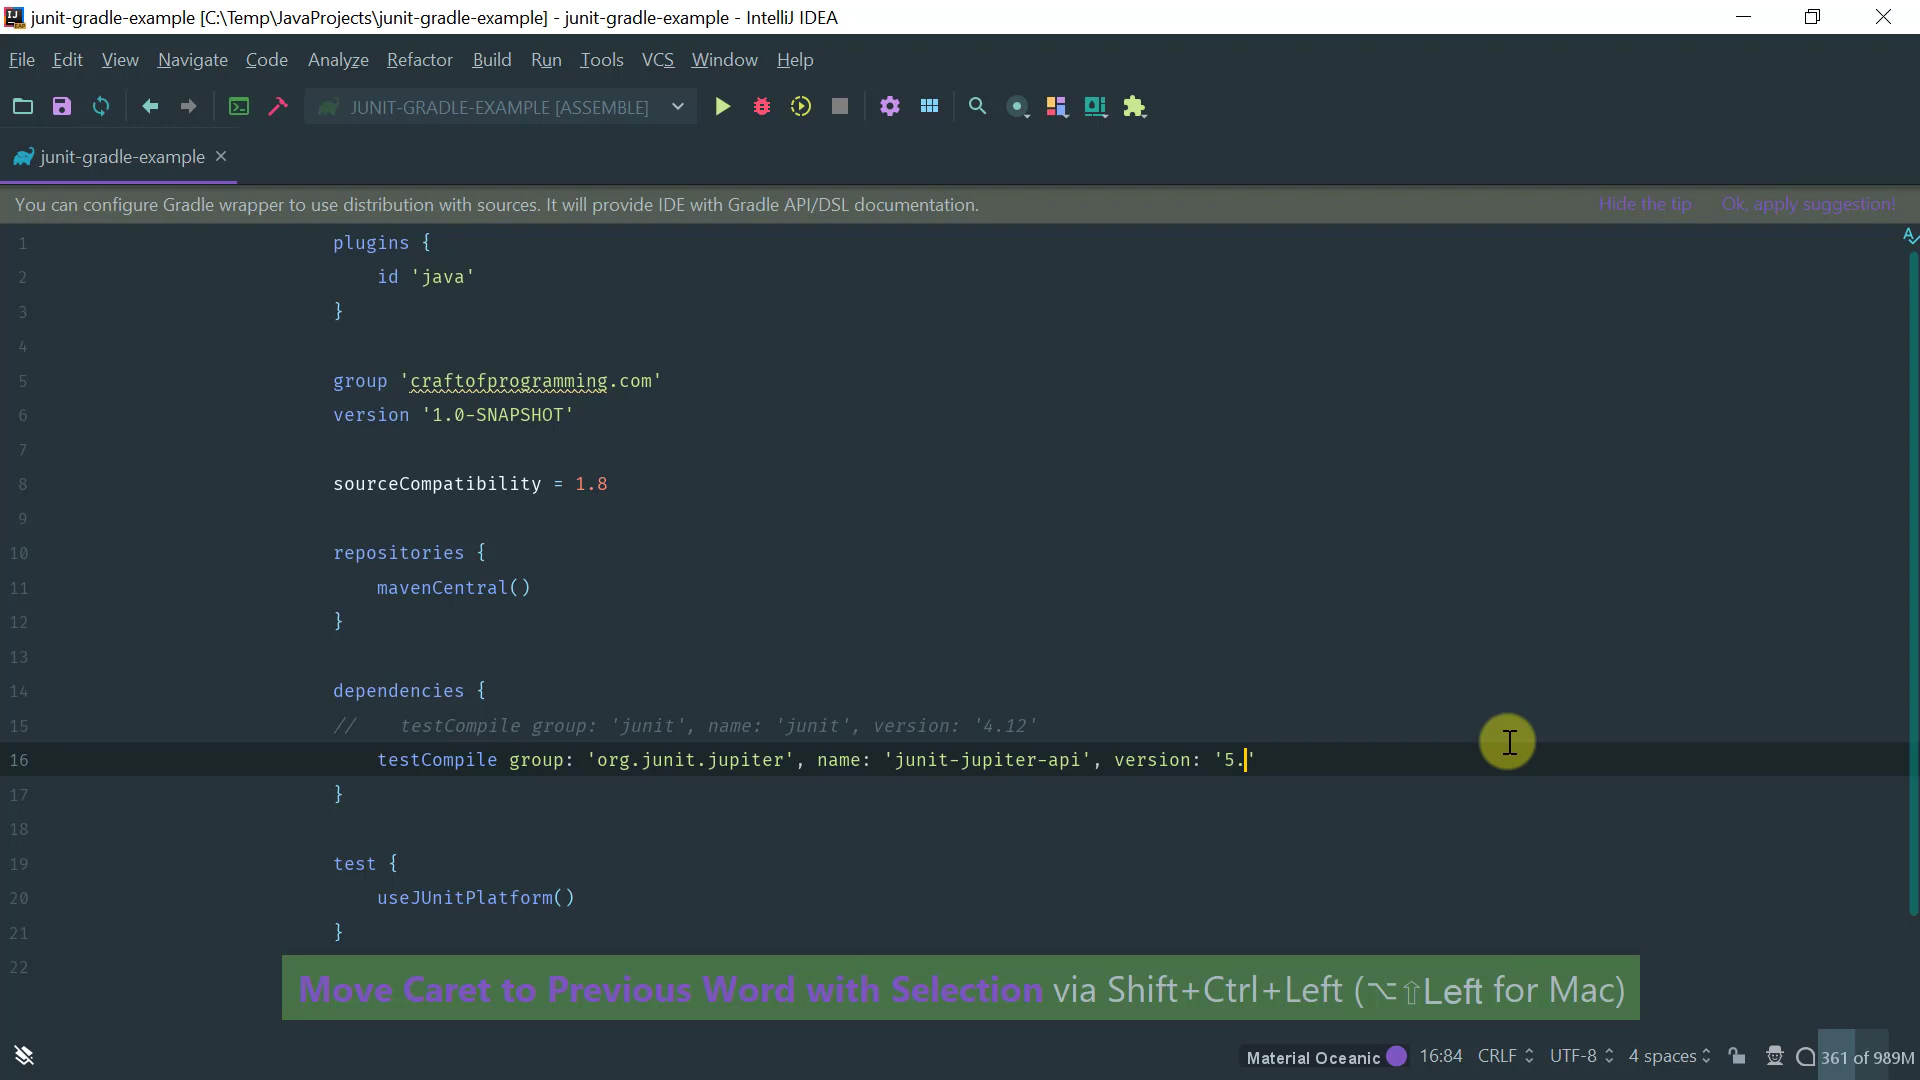 junit-gradle-example [C:\Temp\JavaProjects\junit-gradle-example] - junit-gradle-example - IntelliJ IDEA
File Edit View Navigate Code Analyze Refactor Build Run Tools VCS Window Help
JUNIT-GRADLE-EXAMPLE [ASSEMBLE]
junit-gradle-example
You can configure Gradle wrapper to use distribution with sources. It will provide IDE with Gradle API/DSL documentation. Hide the tip Ok, apply suggestion!
1 plugins {
2 id 'java'
3 }
4
5 group 'craftofprogramming.com'
6 version '1.0-SNAPSHOT'
7
8 sourceCompatibility = 1.8
9
10 repositories {
11 mavenCentral()
12 }
13
14 dependencies {
15 // testCompile group: 'junit', name: 'junit', version: '4.12'
16 testCompile group: 'org.junit.jupiter', name: 'junit-jupiter-api', version: '5.'
17 }
18
19 test {
20 useJUnitPlatform()
21 }
22
Move Caret to Previous Word with Selection via Shift+Ctrl+Left (⌥⇧Left for Mac)
Material Oceanic 16:84 CRLF UTF-8 4 spaces 361 of 989M